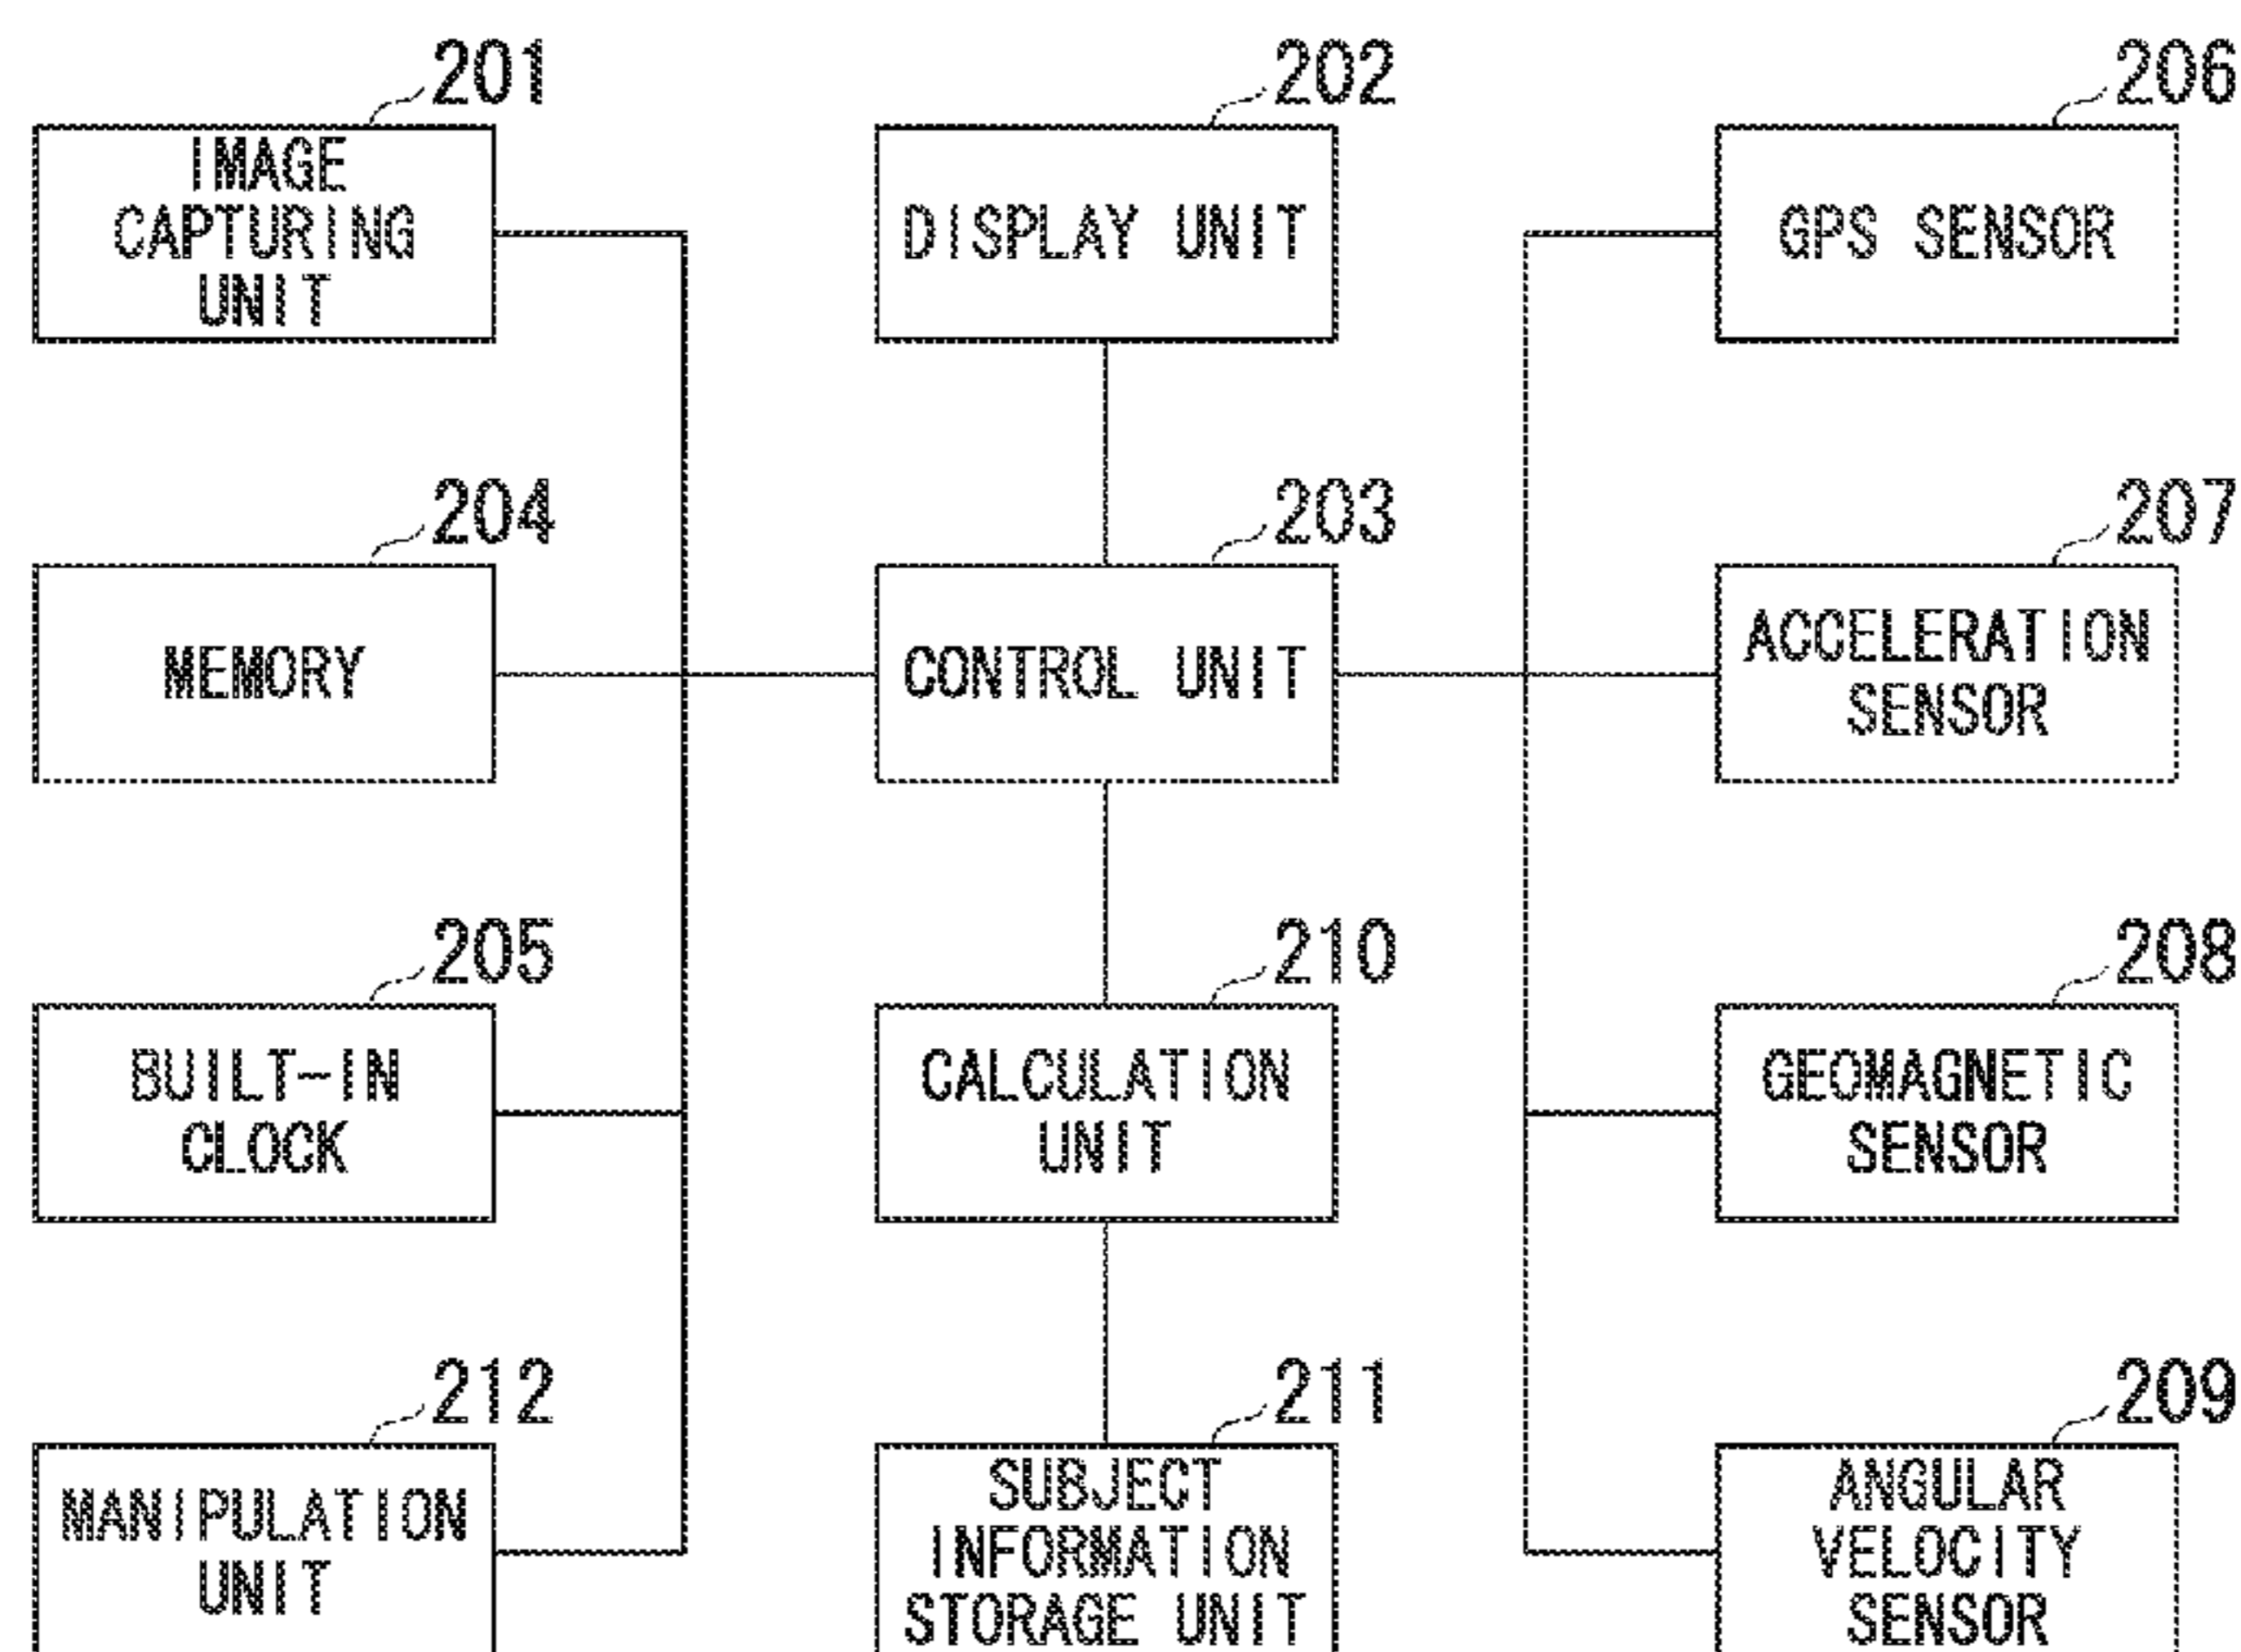 201
IMAGE
CAPTURING
UNIT
202
DISPLAY UNIT
206
GPS SENSOR
204
MEMORY
203
CONTROL UNIT
207
ACCELERATION
SENSOR
205
BUILT-IN
CLOCK
210
CALCULATION
UNIT
208
GEOMAGNETIC
SENSOR
212
MANIPULATION
UNIT
211
SUBJECT
INFORMATION
STORAGE UNIT
209
ANGULAR
VELOCITY
SENSOR